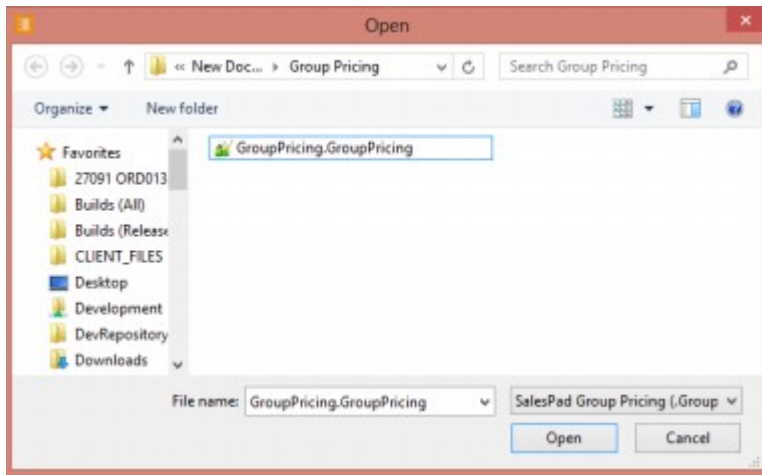 Open
« New Doc... ▸ Group Pricing
Search Group Pricing
Organize
New folder
Favorites
27091 ORD013
Builds (All)
Builds (Release
CLIENT_FILES
Desktop
Development
DevRepository
Downloads
GroupPricing.GroupPricing
File name: GroupPricing.GroupPricing
SalesPad Group Pricing (.Group
Open
Cancel